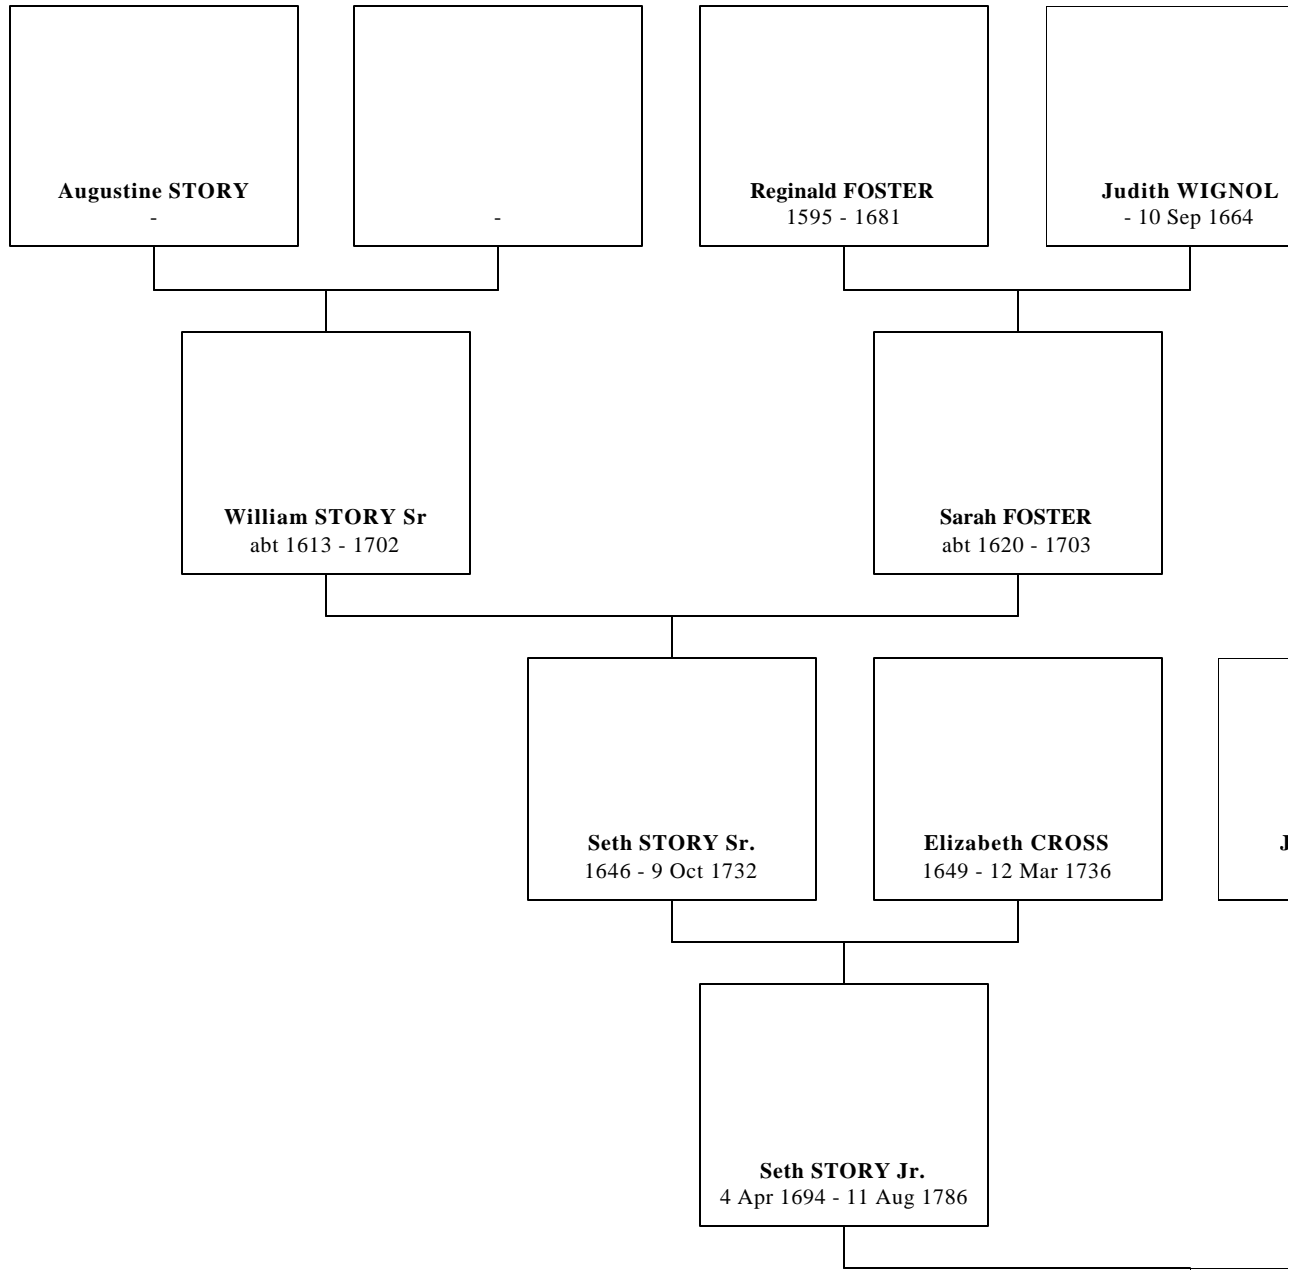 Augustine STORY
-
-
Reginald FOSTER
1595 - 1681
Judith WIGNOL
- 10 Sep 1664
William STORY Sr
abt 1613 - 1702
Sarah FOSTER
abt 1620 - 1703
Seth STORY Sr.
1646 - 9 Oct 1732
Elizabeth CROSS
1649 - 12 Mar 1736
J
Seth STORY Jr.
4 Apr 1694 - 11 Aug 1786